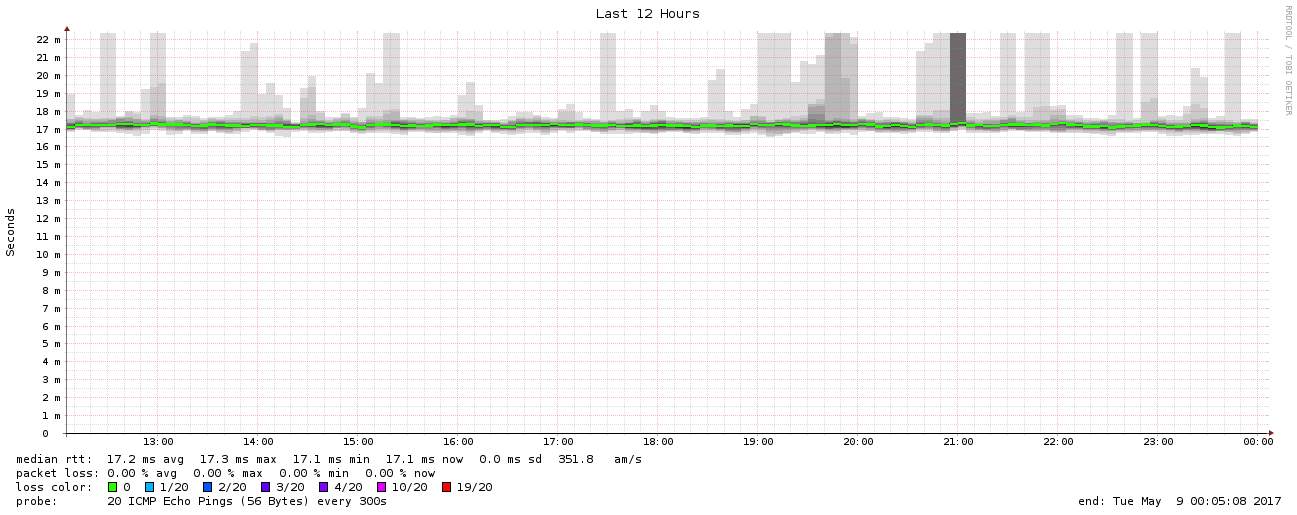 Last 12 Hours
RRDTOOL / TOBI OETIKER
Seconds
22 m
21 m
20 m
19 m
18 m
17 m
16 m
15 m
14 m
13 m
12 m
11 m
10 m
9 m
8 m
7 m
6 m
5 m
4 m
3 m
2 m
1 m
0
13:00 14:00 15:00 16:00 17:00 18:00 19:00 20:00 21:00 22:00 23:00 00:00
median rtt: 17.2 ms avg 17.3 ms max 17.1 ms min 17.1 ms now 0.0 ms sd 351.8 am/s
packet loss: 0.00 % avg 0.00 % max 0.00 % min 0.00 % now
loss color: 0 1/20 2/20 3/20 4/20 10/20 19/20
probe: 20 ICMP Echo Pings (56 Bytes) every 300s end: Tue May 9 00:05:08 2017